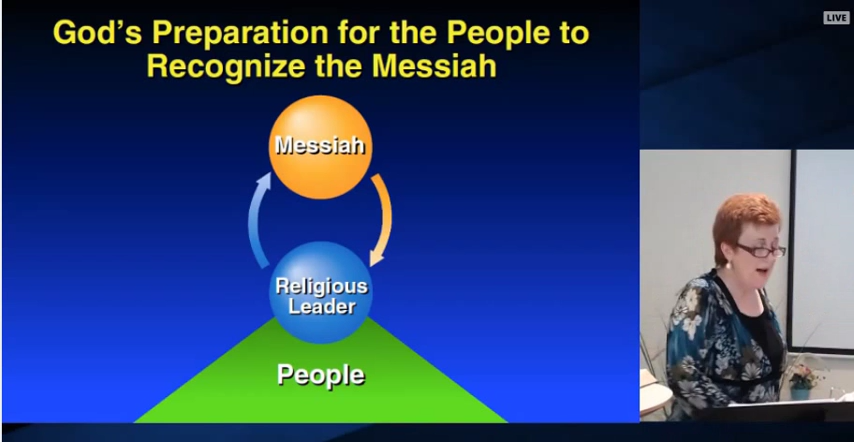 God's Preparation for the People to
Recognize the Messiah
LIVE
Messiah
Religious
Leader
People